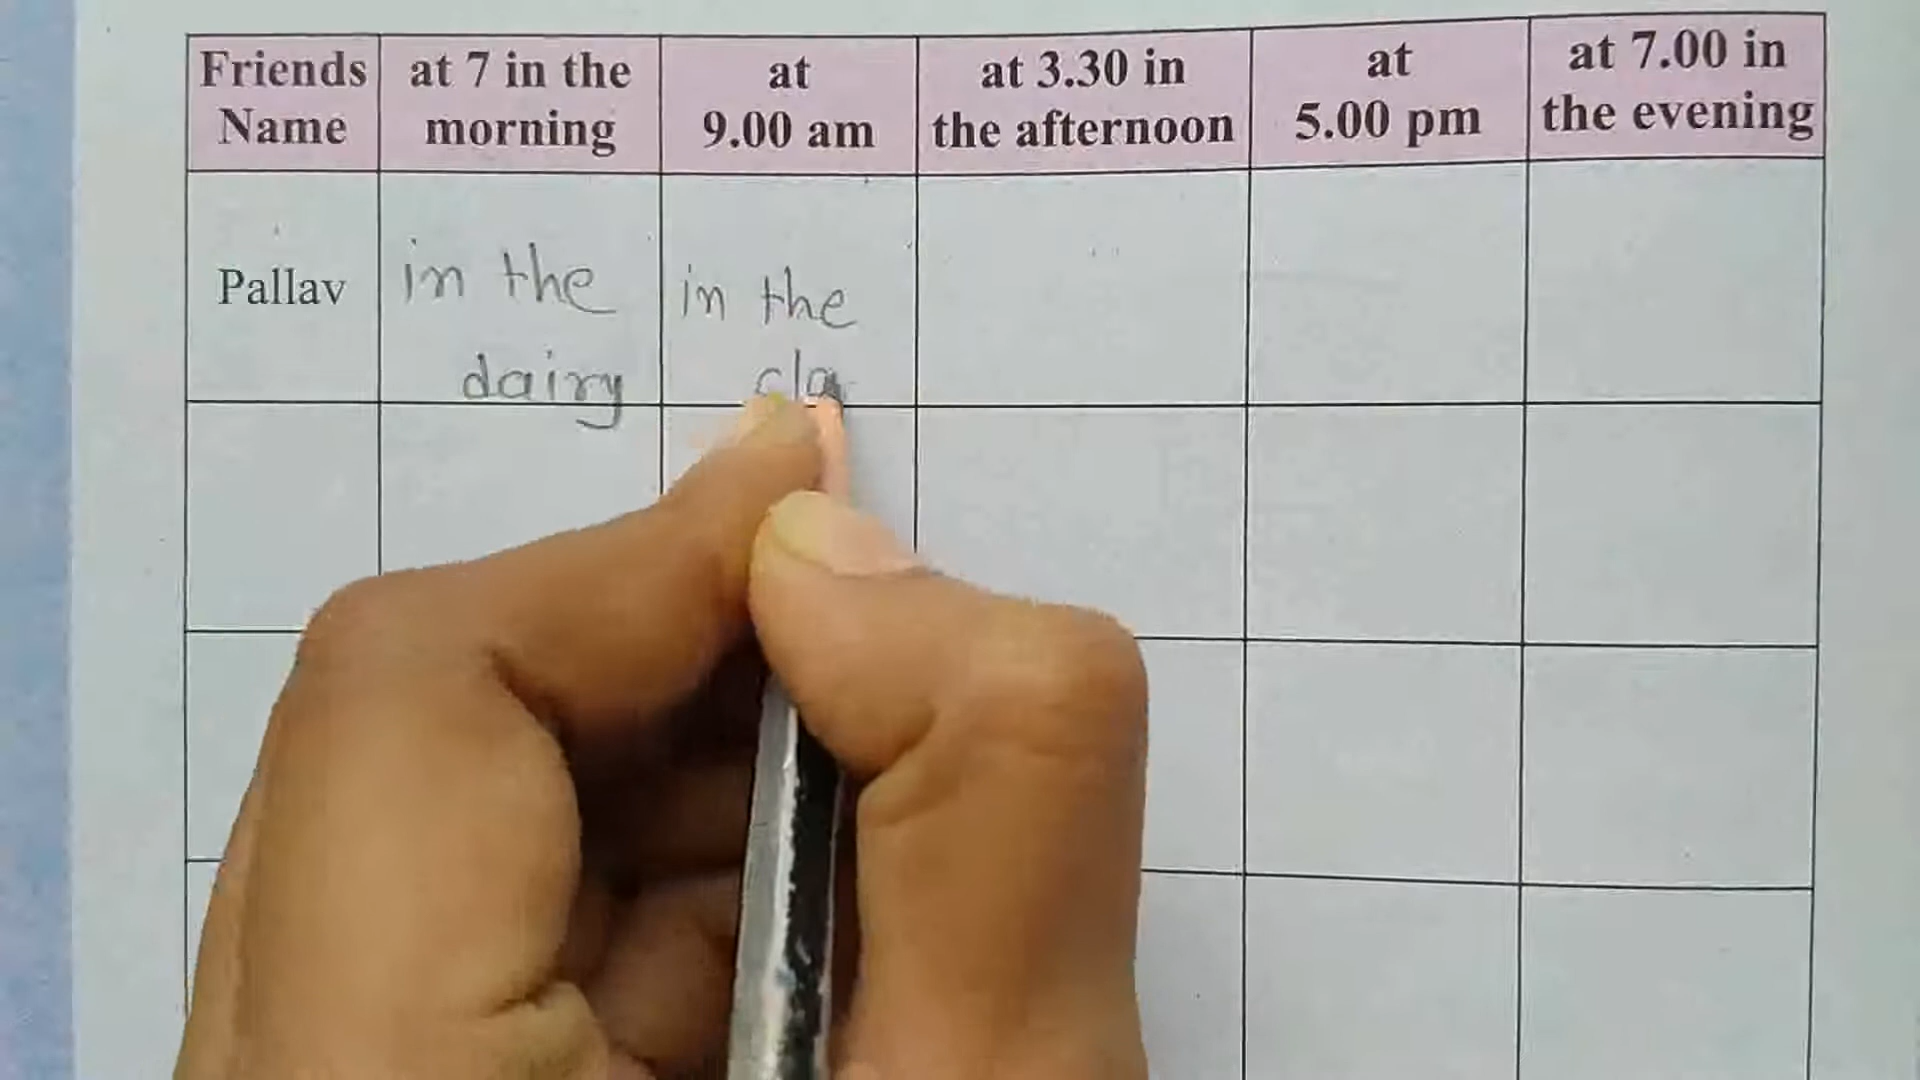 Friends Name
at 7 in the morning
at 9.00 am
at 3.30 in the afternoon
at 5.00 pm
at 7.00 in the evening
Pallav
in the
dairy
in the
cla